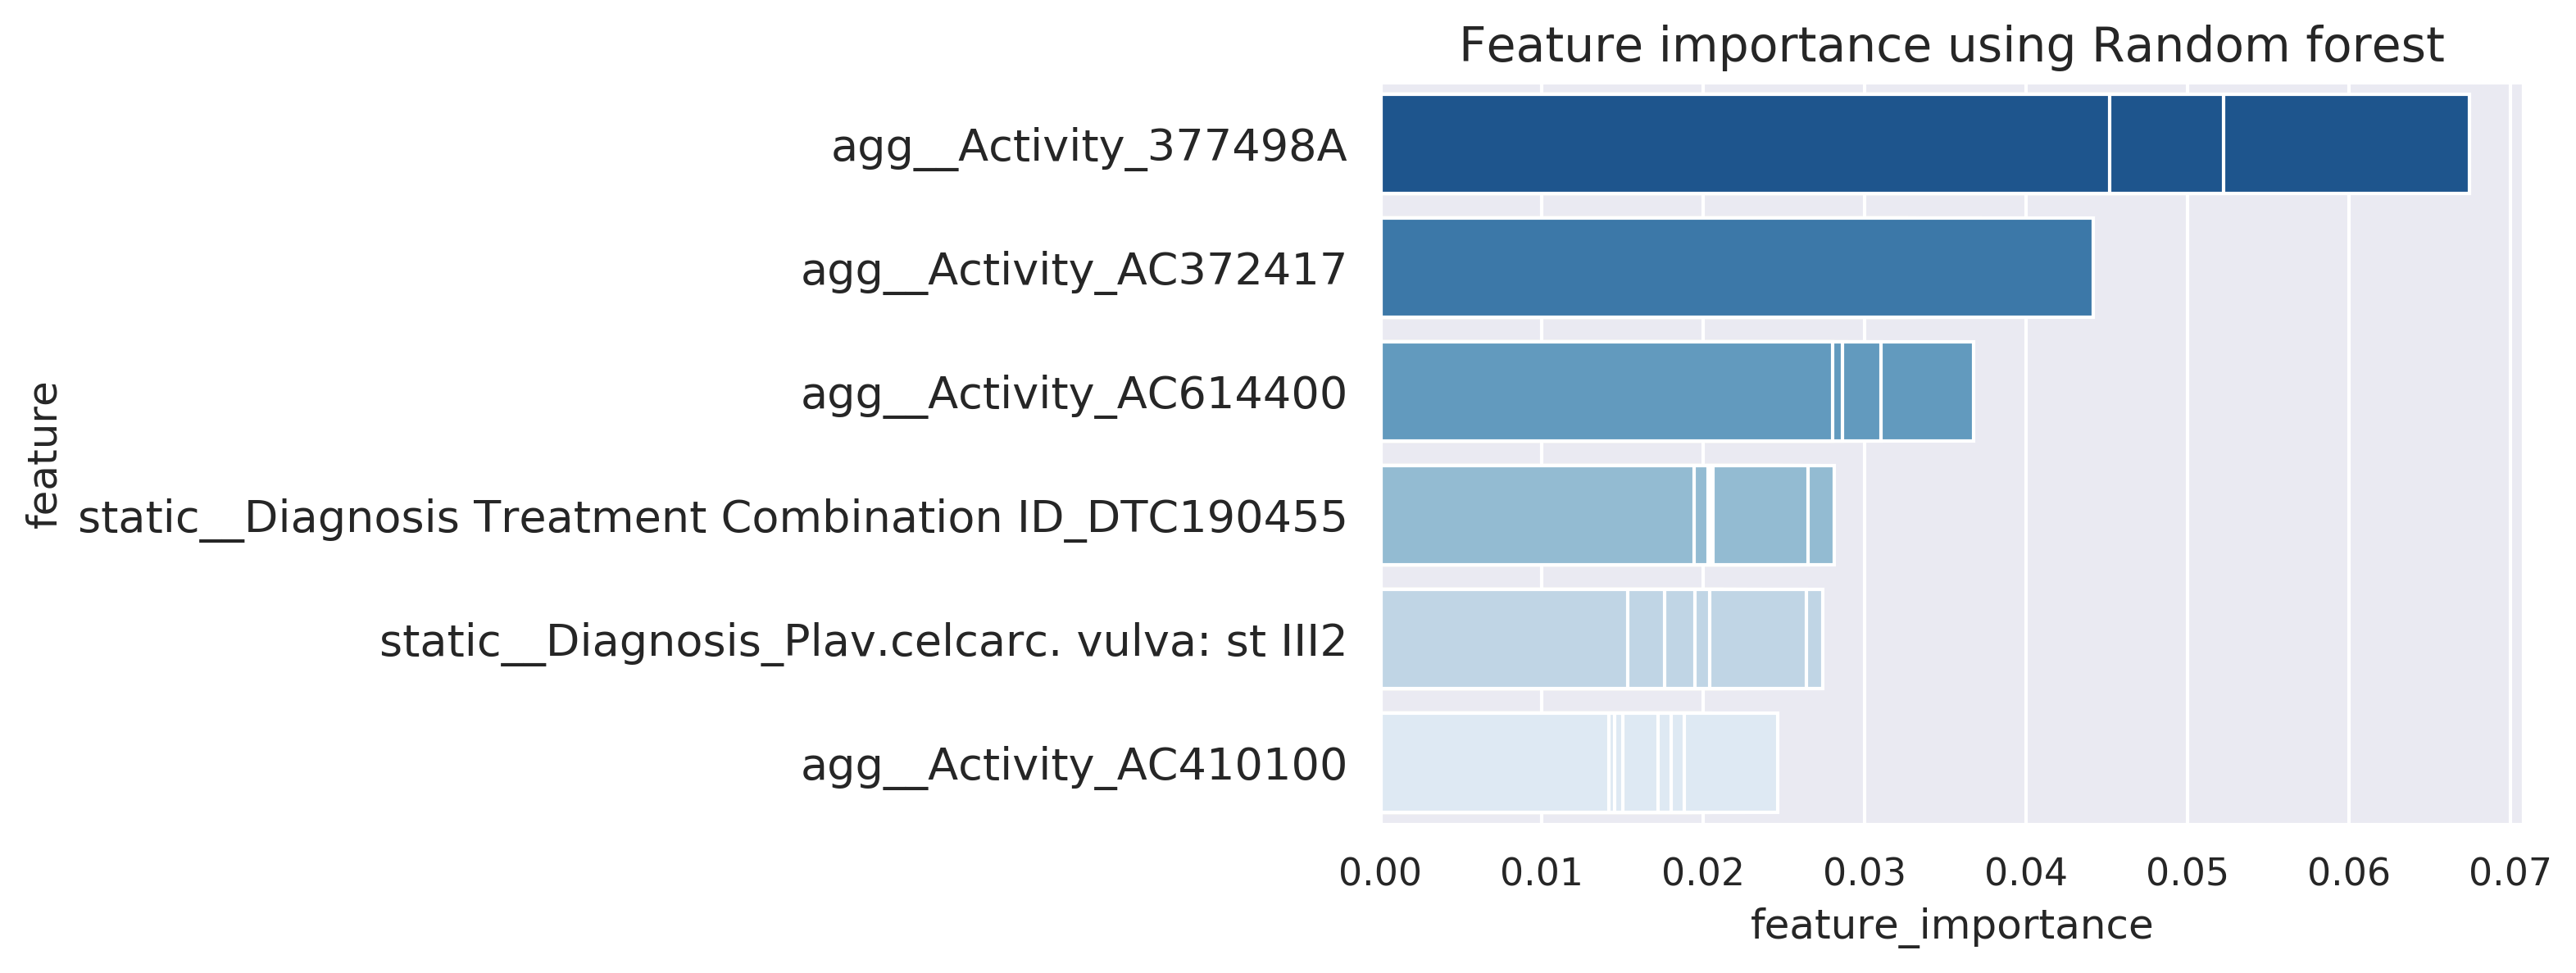 Feature importance using Random forest
feature
agg__Activity_377498A
agg__Activity_AC372417
agg__Activity_AC614400
static__Diagnosis Treatment Combination ID_DTC190455
static__Diagnosis_Plav.celcarc. vulva: st III2
agg__Activity_AC410100
0.00 0.01 0.02 0.03 0.04 0.05 0.06 0.07
feature_importance